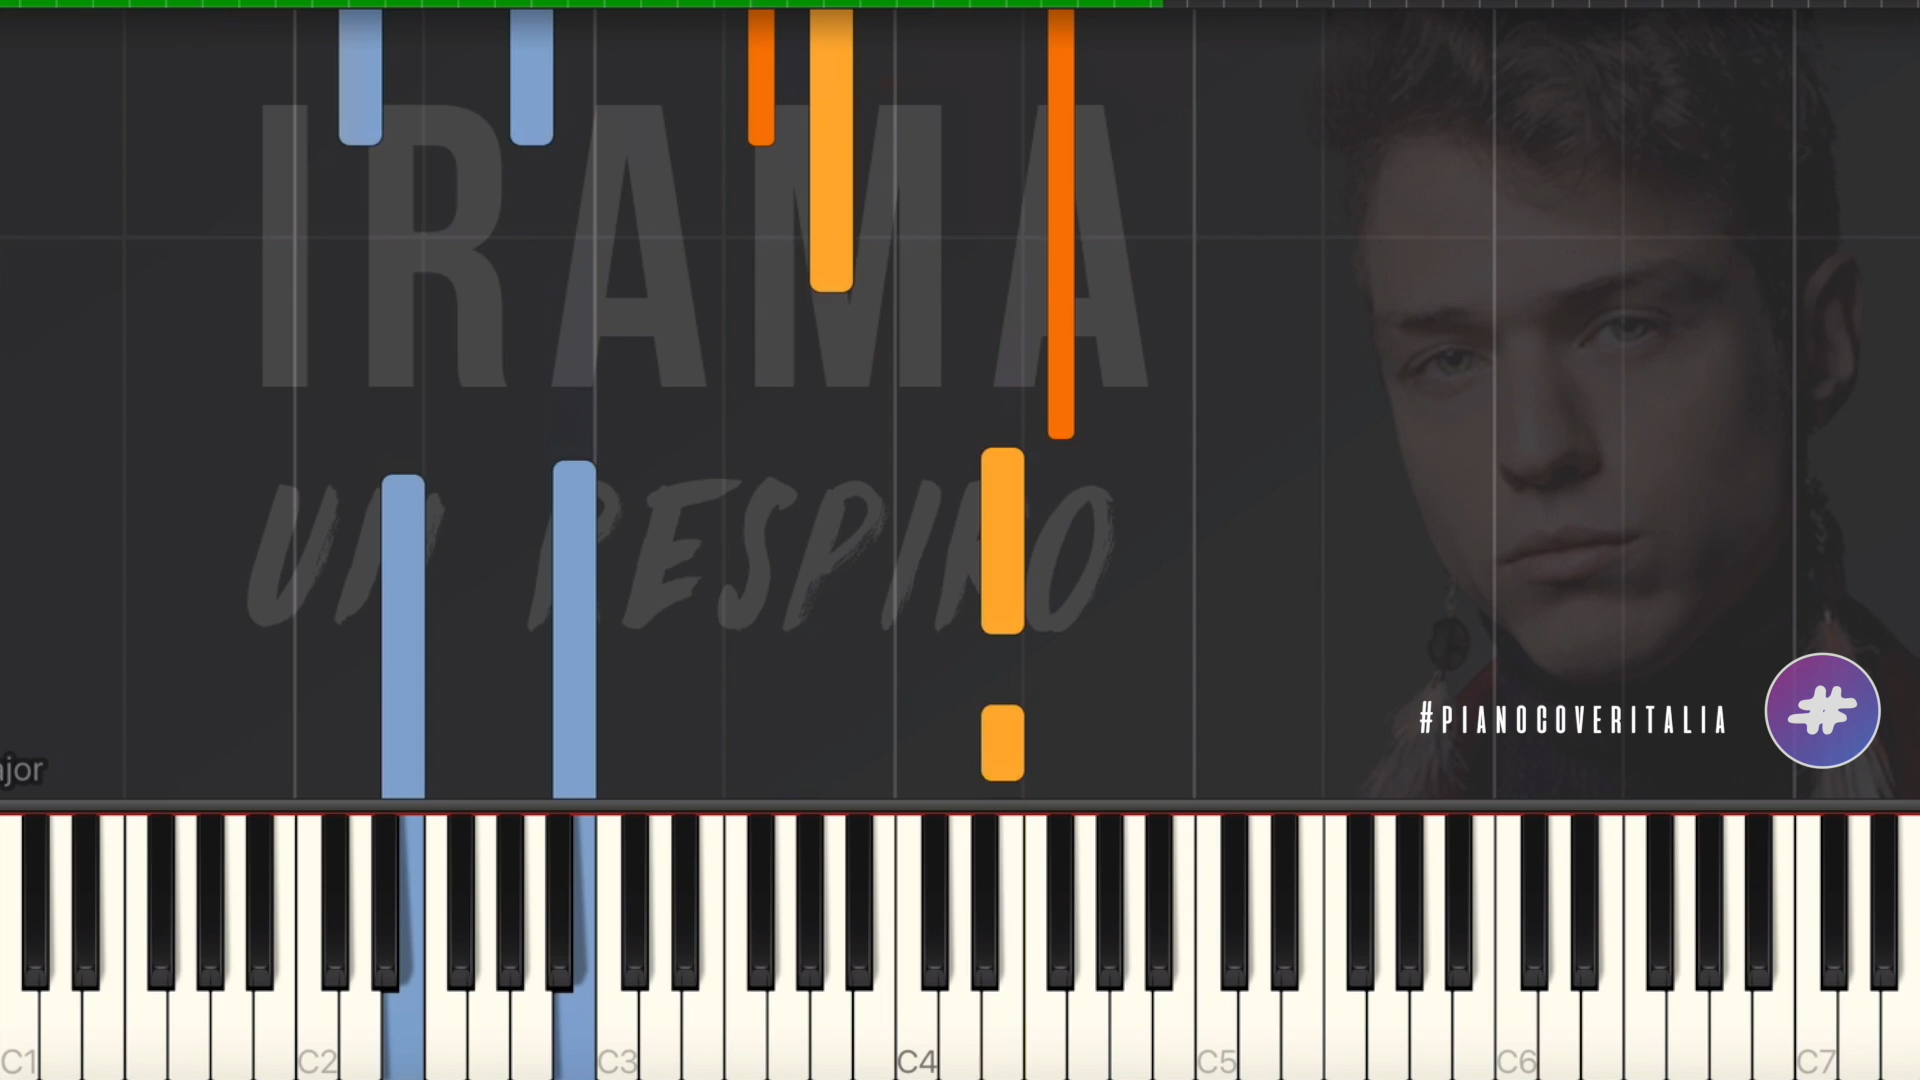 IRAMA
UN RESPIRO
#PIANOCOVERITALIA
#
jor
C1 C2 C3 C4 C5 C6 C7